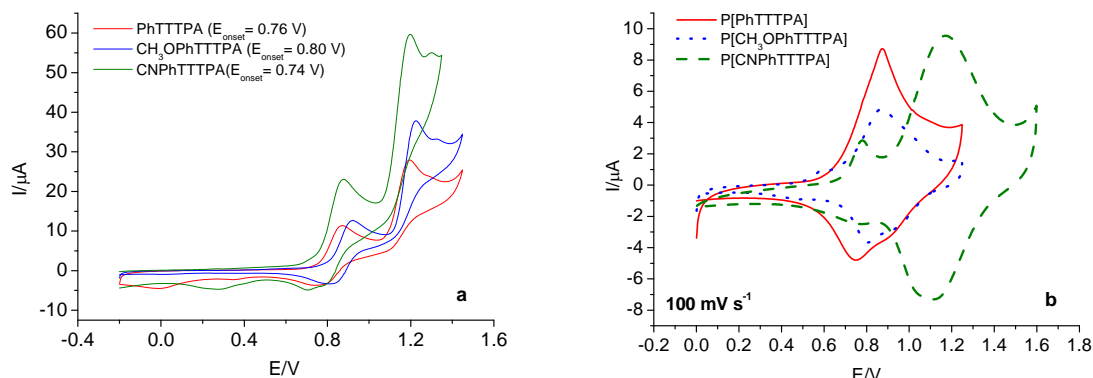 PhTTTPA (E_onset= 0.76 V)
CH₃OPhTTTPA (E_onset= 0.80 V)
CNPhTTTPA(E_onset= 0.74 V)
60
50
40
30
20
10
0
-10
I/µA
-0.4 0.0 0.4 0.8 1.2 1.6
E/V
a
P[PhTTTPA]
P[CH₃OPhTTTPA]
P[CNPhTTTPA]
10
8
6
4
2
0
-2
-4
-6
-8
I/µA
100 mV s⁻¹
b
-0.4 -0.2 0.0 0.2 0.4 0.6 0.8 1.0 1.2 1.4 1.6 1.8
E/V